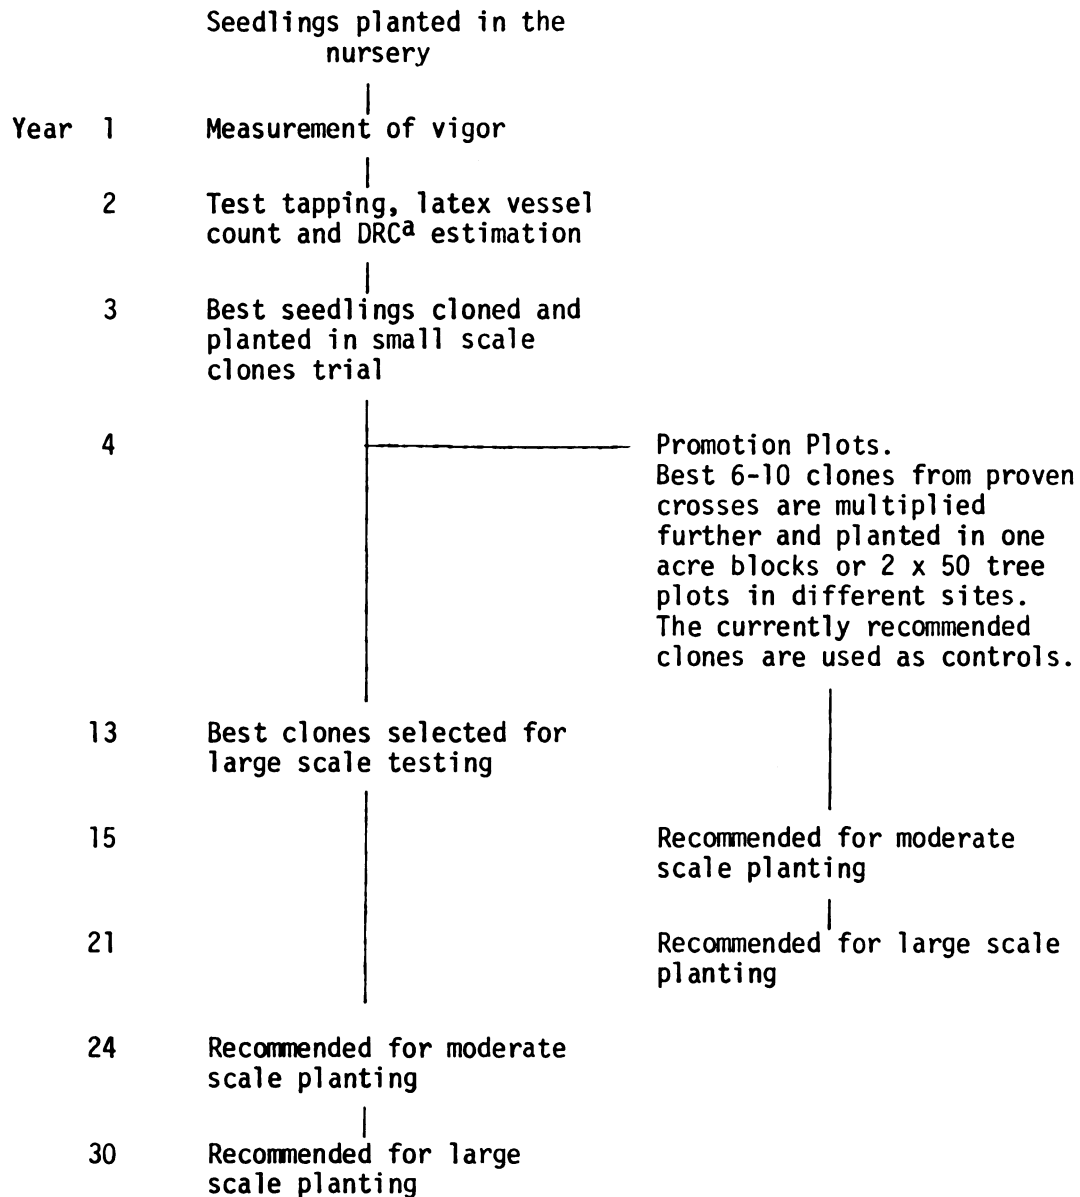 Seedlings planted in the
nursery
Year 1 Measurement of vigor
2 Test tapping, latex vessel
count and DRCa estimation
3 Best seedlings cloned and
planted in small scale
clones trial
4 Promotion Plots.
Best 6-10 clones from proven
crosses are multiplied
further and planted in one
acre blocks or 2 x 50 tree
plots in different sites.
The currently recommended
clones are used as controls.
13 Best clones selected for
large scale testing
15 Recommended for moderate
scale planting
21 Recommended for large scale
planting
24 Recommended for moderate
scale planting
30 Recommended for large
scale planting